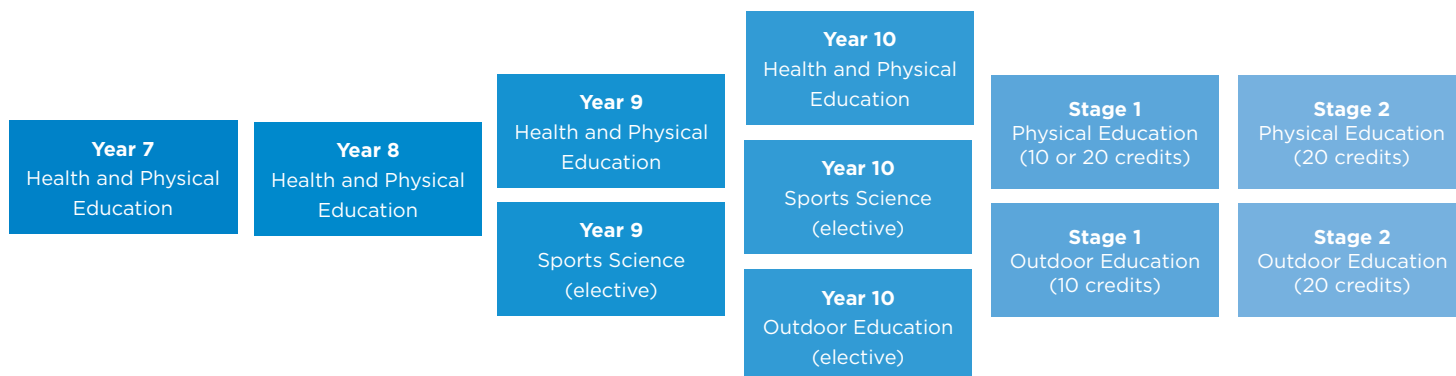 Year 7
Health and Physical
Education
Year 8
Health and Physical
Education
Year 9
Health and Physical
Education
Year 9
Sports Science
(elective)
Year 10
Health and Physical
Education
Year 10
Sports Science
(elective)
Year 10
Outdoor Education
(elective)
Stage 1
Physical Education
(10 or 20 credits)
Stage 1
Outdoor Education
(10 credits)
Stage 2
Physical Education
(20 credits)
Stage 2
Outdoor Education
(20 credits)